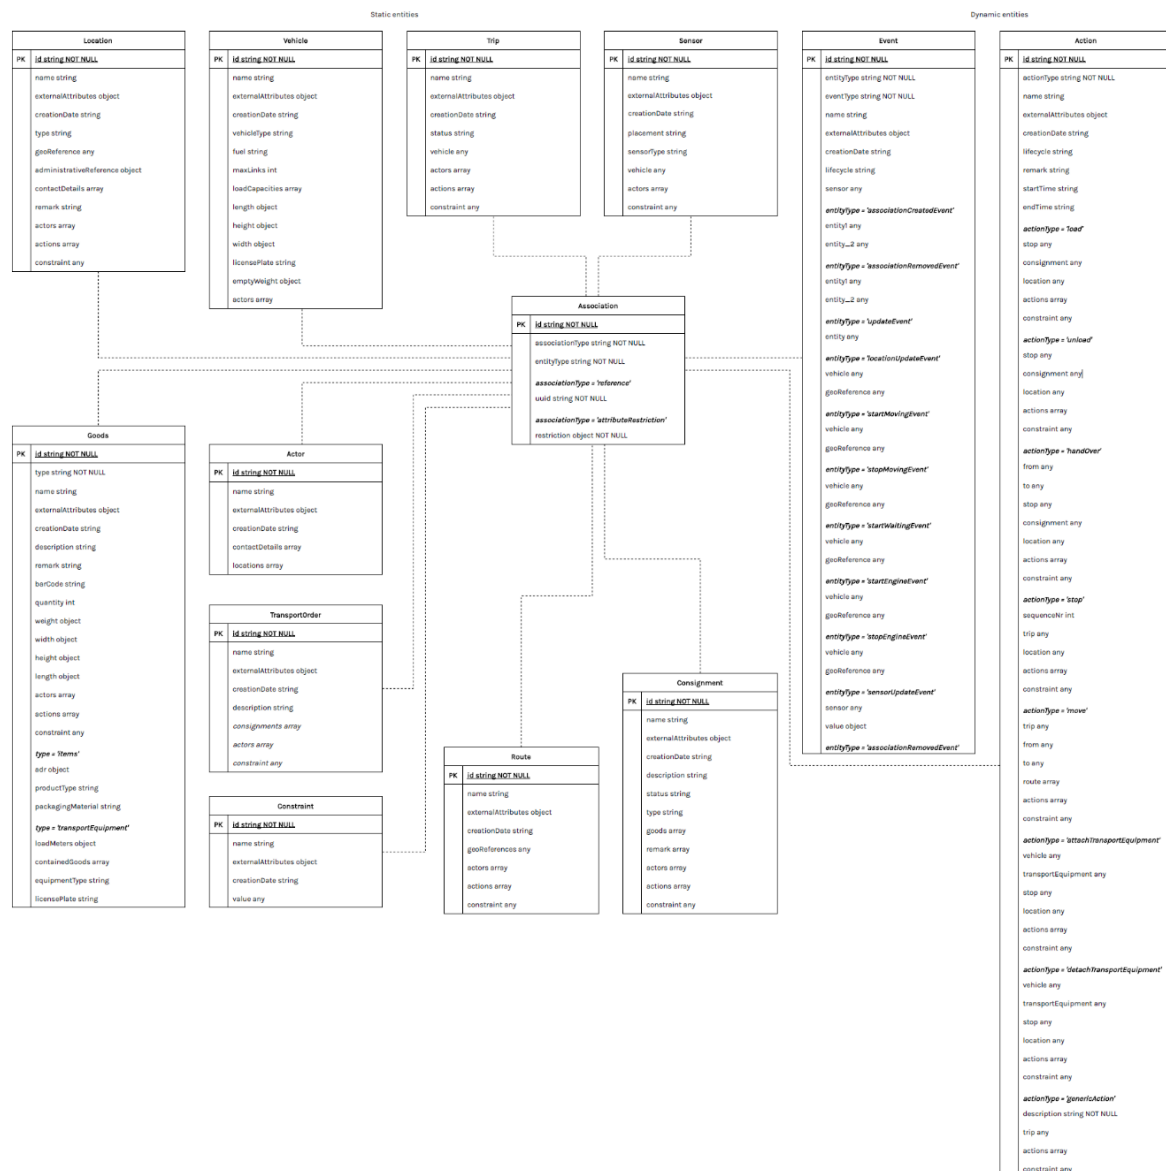 Static entities
Dynamic entities
Location
PK id string NOT NULL
name string
externalAttributes object
creationDate string
type string
geoReference any
administrativeReference object
contactDetails array
remark string
actors array
actions array
constraint any
Vehicle
PK id string NOT NULL
name string
externalAttributes object
creationDate string
vehicleType string
fuel string
maxLinks int
loadCapacities array
length object
height object
width object
licensePlate string
emptyWeight object
actors array
Trip
PK id string NOT NULL
name string
externalAttributes object
creationDate string
status string
vehicle any
actors array
actions array
constraint any
Sensor
PK id string NOT NULL
name string
externalAttributes object
creationDate string
placement string
sensorType string
vehicle any
actors array
constraint any
Event
PK id string NOT NULL
entityType string NOT NULL
eventType string NOT NULL
name string
externalAttributes object
creationDate string
lifecycle string
sensor any
entityType = 'associationCreatedEvent'
entity1 any
entity_2 any
entityType = 'associationRemovedEvent'
entity1 any
entity_2 any
entityType = 'updateEvent'
entity any
entityType = 'locationUpdateEvent'
vehicle any
geoReference any
entityType = 'startMovingEvent'
vehicle any
geoReference any
entityType = 'stopMovingEvent'
vehicle any
geoReference any
entityType = 'startWaitingEvent'
vehicle any
geoReference any
entityType = 'startEngineEvent'
vehicle any
geoReference any
entityType = 'stopEngineEvent'
vehicle any
geoReference any
entityType = 'sensorUpdateEvent'
sensor any
value object
entityType = 'associationRemovedEvent'
Action
PK id string NOT NULL
actionType string NOT NULL
name string
externalAttributes object
creationDate string
lifecycle string
remark string
startTime string
endTime string
actionType = 'load'
stop any
consignment any
location any
actions array
constraint any
actionType = 'unload'
stop any
consignment any
location any
actions array
constraint any
actionType = 'handOver'
from any
to any
stop any
consignment any
location any
actions array
constraint any
actionType = 'stop'
sequenceNr int
trip any
location any
actions array
constraint any
actionType = 'move'
trip any
from any
to any
route array
actions array
constraint any
actionType = 'attachTransportEquipment'
vehicle any
transportEquipment any
stop any
location any
actions array
constraint any
actionType = 'detachTransportEquipment'
vehicle any
transportEquipment any
stop any
location any
actions array
constraint any
actionType = 'genericAction'
description string NOT NULL
trip any
actions array
constraint any
Association
PK id string NOT NULL
associationType string NOT NULL
entityType string NOT NULL
associationType = 'reference'
uuid string NOT NULL
associationType = 'attributeRestriction'
restriction object NOT NULL
Goods
PK id string NOT NULL
type string NOT NULL
name string
externalAttributes object
creationDate string
description string
remark string
barCode string
quantity int
weight object
width object
height object
length object
actors array
actions array
constraint any
type = 'items'
adr object
productType string
packagingMaterial string
type = 'transportEquipment'
loadMeters object
containedGoods array
equipmentType string
licensePlate string
Actor
PK id string NOT NULL
name string
externalAttributes object
creationDate string
contactDetails array
locations array
TransportOrder
PK id string NOT NULL
name string
externalAttributes object
creationDate string
description string
consignments array
actors array
constraint any
Constraint
PK id string NOT NULL
name string
externalAttributes object
creationDate string
value any
Route
PK id string NOT NULL
name string
externalAttributes object
creationDate string
geoReferences any
actors array
actions array
constraint any
Consignment
PK id string NOT NULL
name string
externalAttributes object
creationDate string
description string
status string
type string
goods array
remark array
actors array
actions array
constraint any